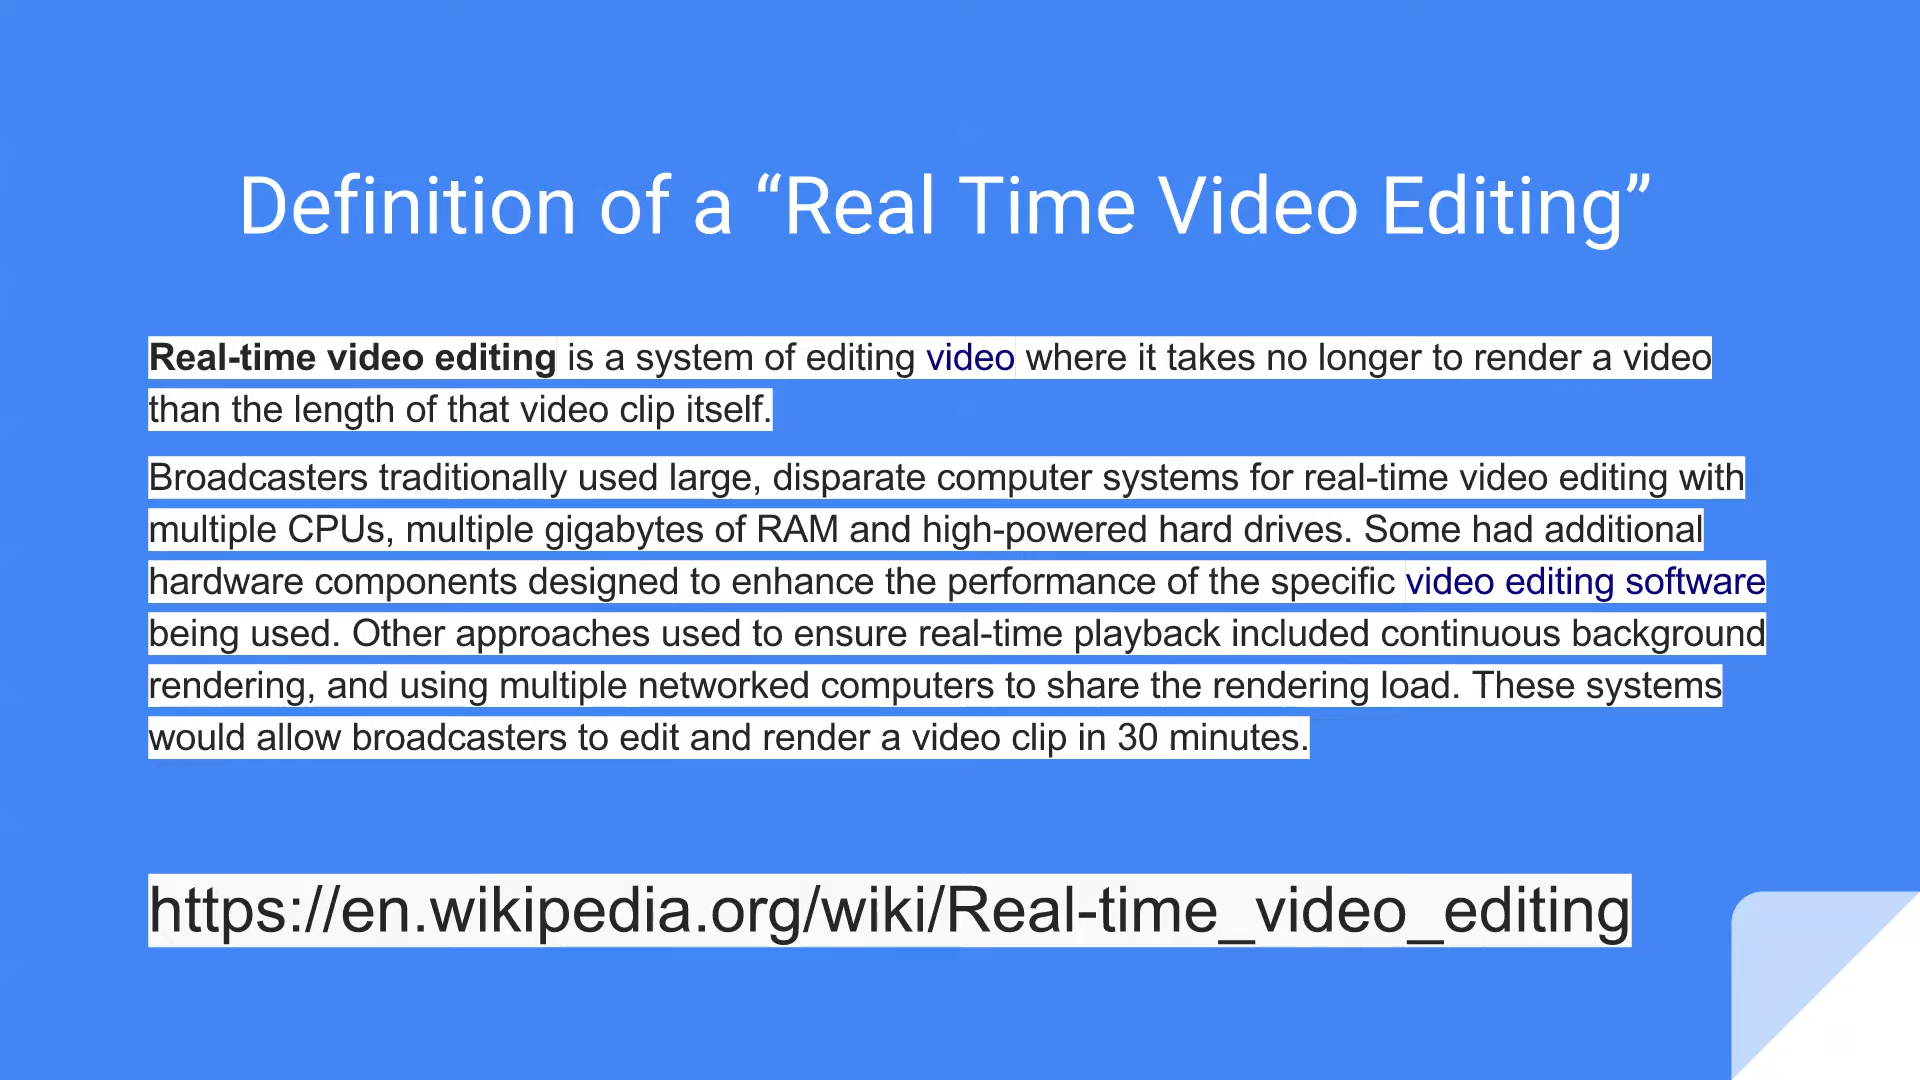 Definition of a “Real Time Video Editing”
Real-time video editing is a system of editing video where it takes no longer to render a video
than the length of that video clip itself.
Broadcasters traditionally used large, disparate computer systems for real-time video editing with
multiple CPUs, multiple gigabytes of RAM and high-powered hard drives. Some had additional
hardware components designed to enhance the performance of the specific video editing software
being used. Other approaches used to ensure real-time playback included continuous background
rendering, and using multiple networked computers to share the rendering load. These systems
would allow broadcasters to edit and render a video clip in 30 minutes.
https://en.wikipedia.org/wiki/Real-time_video_editing